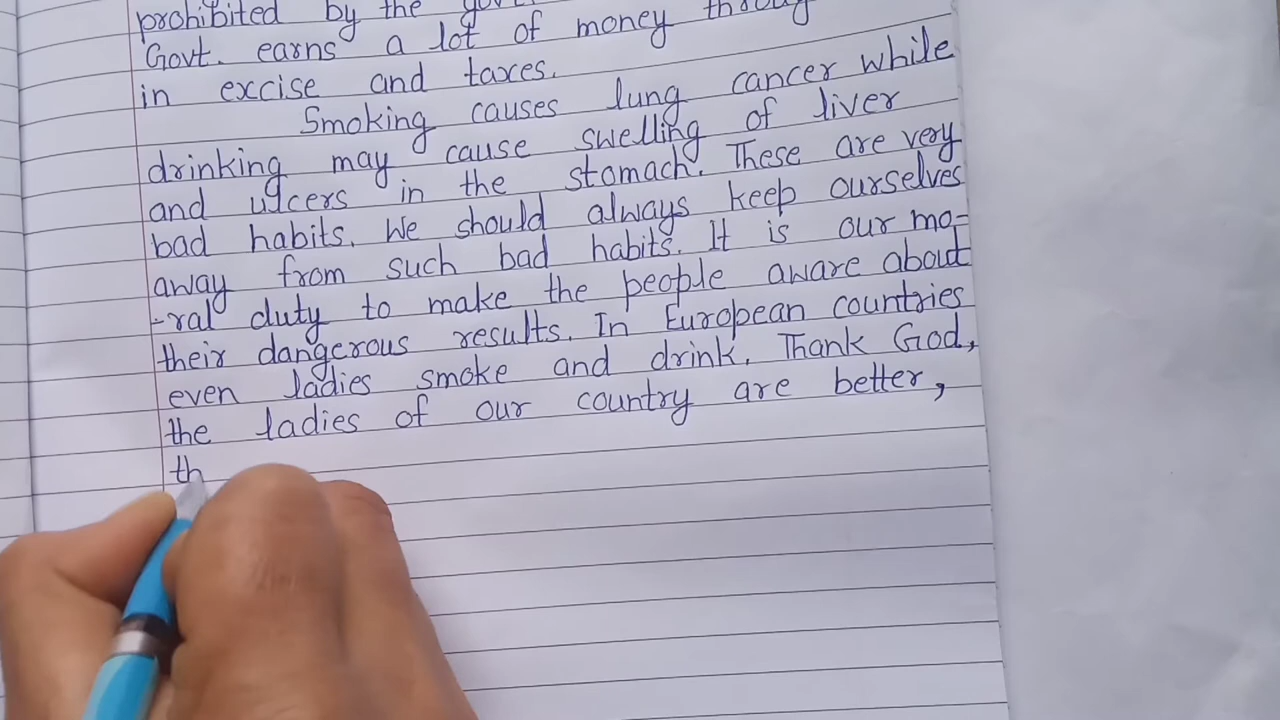 prohibited by the
Govt. earns a lot of money
in excise and taxes.
Smoking causes lung cancer while
drinking may cause swelling of liver
and ulcers in the stomach. These are very
bad habits. We should always keep ourselves
away from such bad habits. It is our mo-
-ral duty to make the people aware about
their dangerous results. In European countries
even ladies smoke and drink. Thank God,
the ladies of our country are better,
th